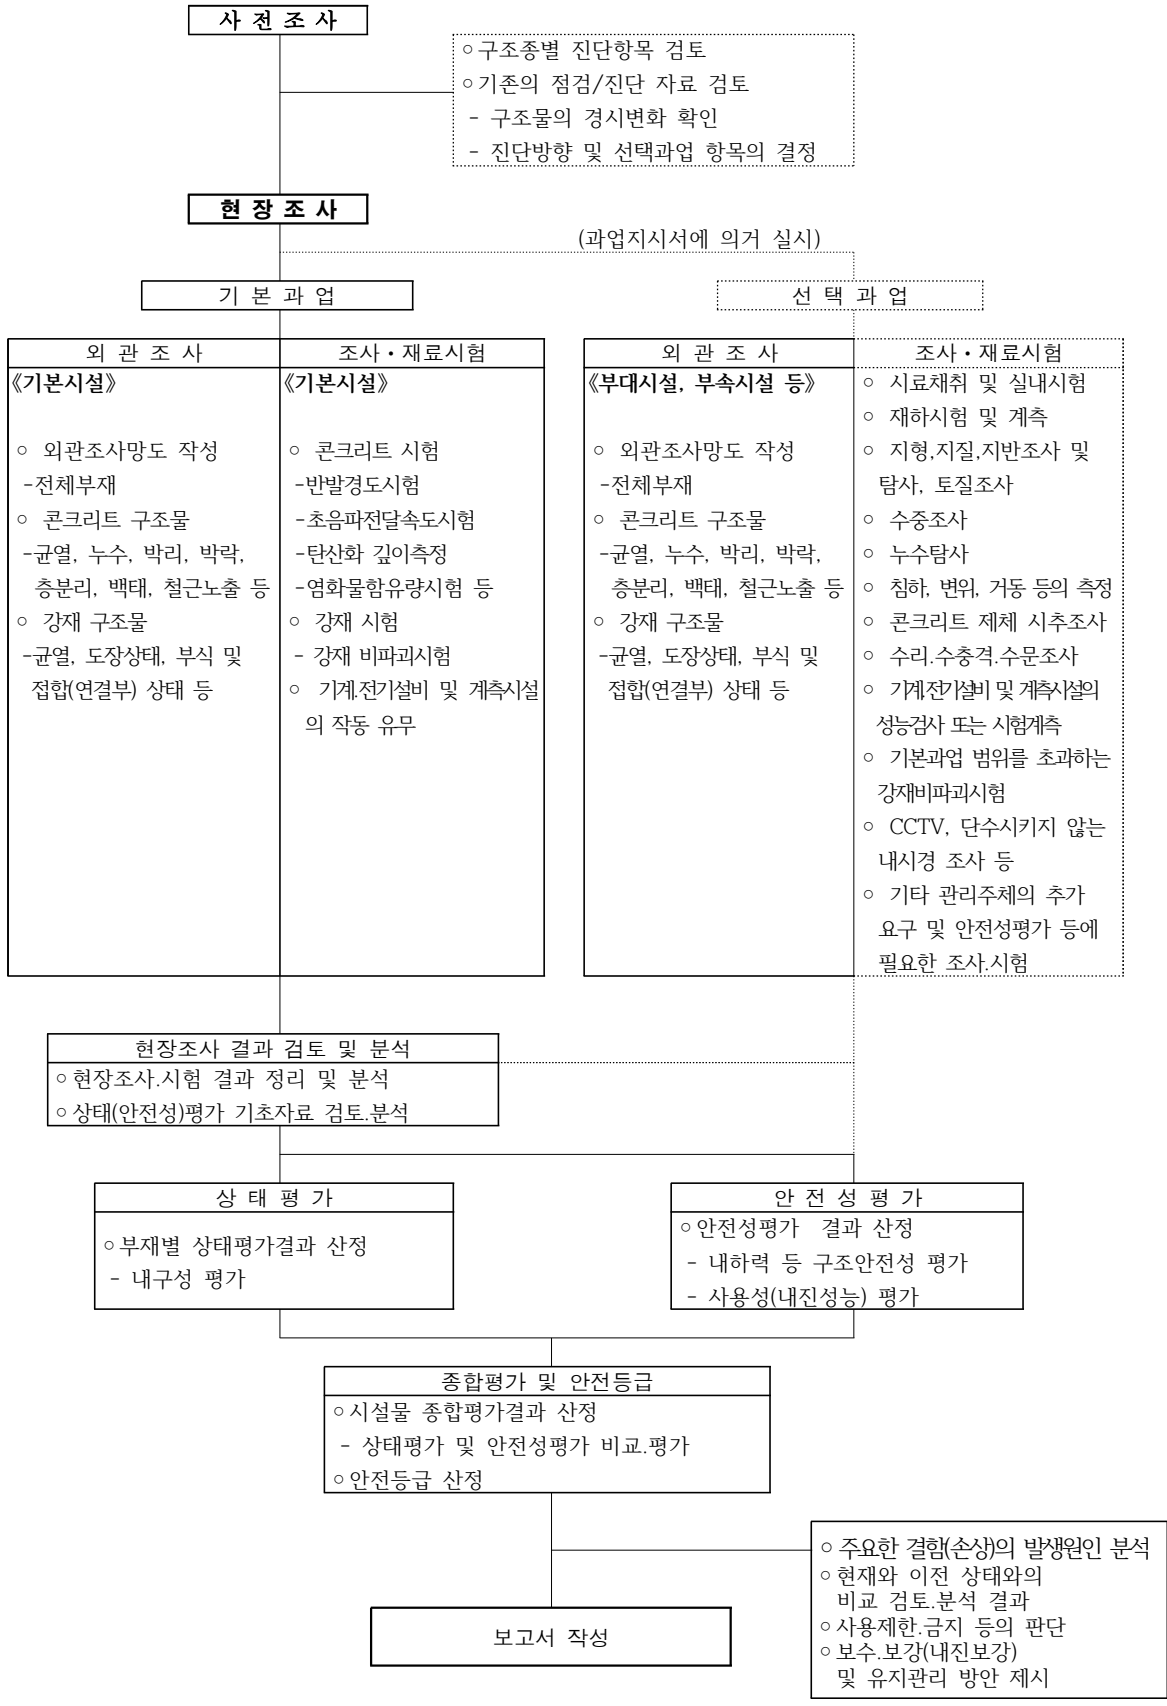 사 전 조 사
○구조종별 진단항목 검토
○기존의 점검/진단 자료 검토
- 구조물의 경시변화 확인
- 진단방향 및 선택과업 항목의 결정
현 장 조 사
(과업지시서에 의거 실시)
기 본 과 업
선 택 과 업
외 관 조 사
《기본시설》
○ 외관조사망도 작성
-전체부재
○ 콘크리트 구조물
-균열, 누수, 박리, 박락,
층분리, 백태, 철근노출 등
○ 강재 구조물
-균열, 도장상태, 부식 및
접합(연결부) 상태 등
조사·재료시험
《기본시설》
○ 콘크리트 시험
-반발경도시험
-초음파전달속도시험
-탄산화 깊이측정
-염화물함유량시험 등
○ 강재 시험
- 강재 비파괴시험
○ 기계.전기설비 및 계측시설
의 작동 유무
외 관 조 사
《부대시설, 부속시설 등》
○ 외관조사망도 작성
-전체부재
○ 콘크리트 구조물
-균열, 누수, 박리, 박락,
층분리, 백태, 철근노출 등
○ 강재 구조물
-균열, 도장상태, 부식 및
접합(연결부) 상태 등
조사·재료시험
○ 시료채취 및 실내시험
○ 재하시험 및 계측
○ 지형,지질,지반조사 및
탐사, 토질조사
○ 수중조사
○ 누수탐사
○ 침하, 변위, 거동 등의 측정
○ 콘크리트 제체 시추조사
○ 수리.수충격.수문조사
○ 기계.전기설비 및 계측시설의
성능검사 또는 시험계측
○ 기본과업 범위를 초과하는
강재비파괴시험
○ CCTV, 단수시키지 않는
내시경 조사 등
○ 기타 관리주체의 추가
요구 및 안전성평가 등에
필요한 조사.시험
현장조사 결과 검토 및 분석
○현장조사.시험 결과 정리 및 분석
○상태(안전성)평가 기초자료 검토.분석
상 태 평 가
○부재별 상태평가결과 산정
- 내구성 평가
안 전 성 평 가
○안전성평가 결과 산정
- 내하력 등 구조안전성 평가
- 사용성(내진성능) 평가
종합평가 및 안전등급
○시설물 종합평가결과 산정
- 상태평가 및 안전성평가 비교.평가
○안전등급 산정
○주요한 결함(손상)의 발생원인 분석
○현재와 이전 상태와의
비교 검토.분석 결과
○사용제한.금지 등의 판단
○보수.보강(내진보강)
및 유지관리 방안 제시
보고서 작성